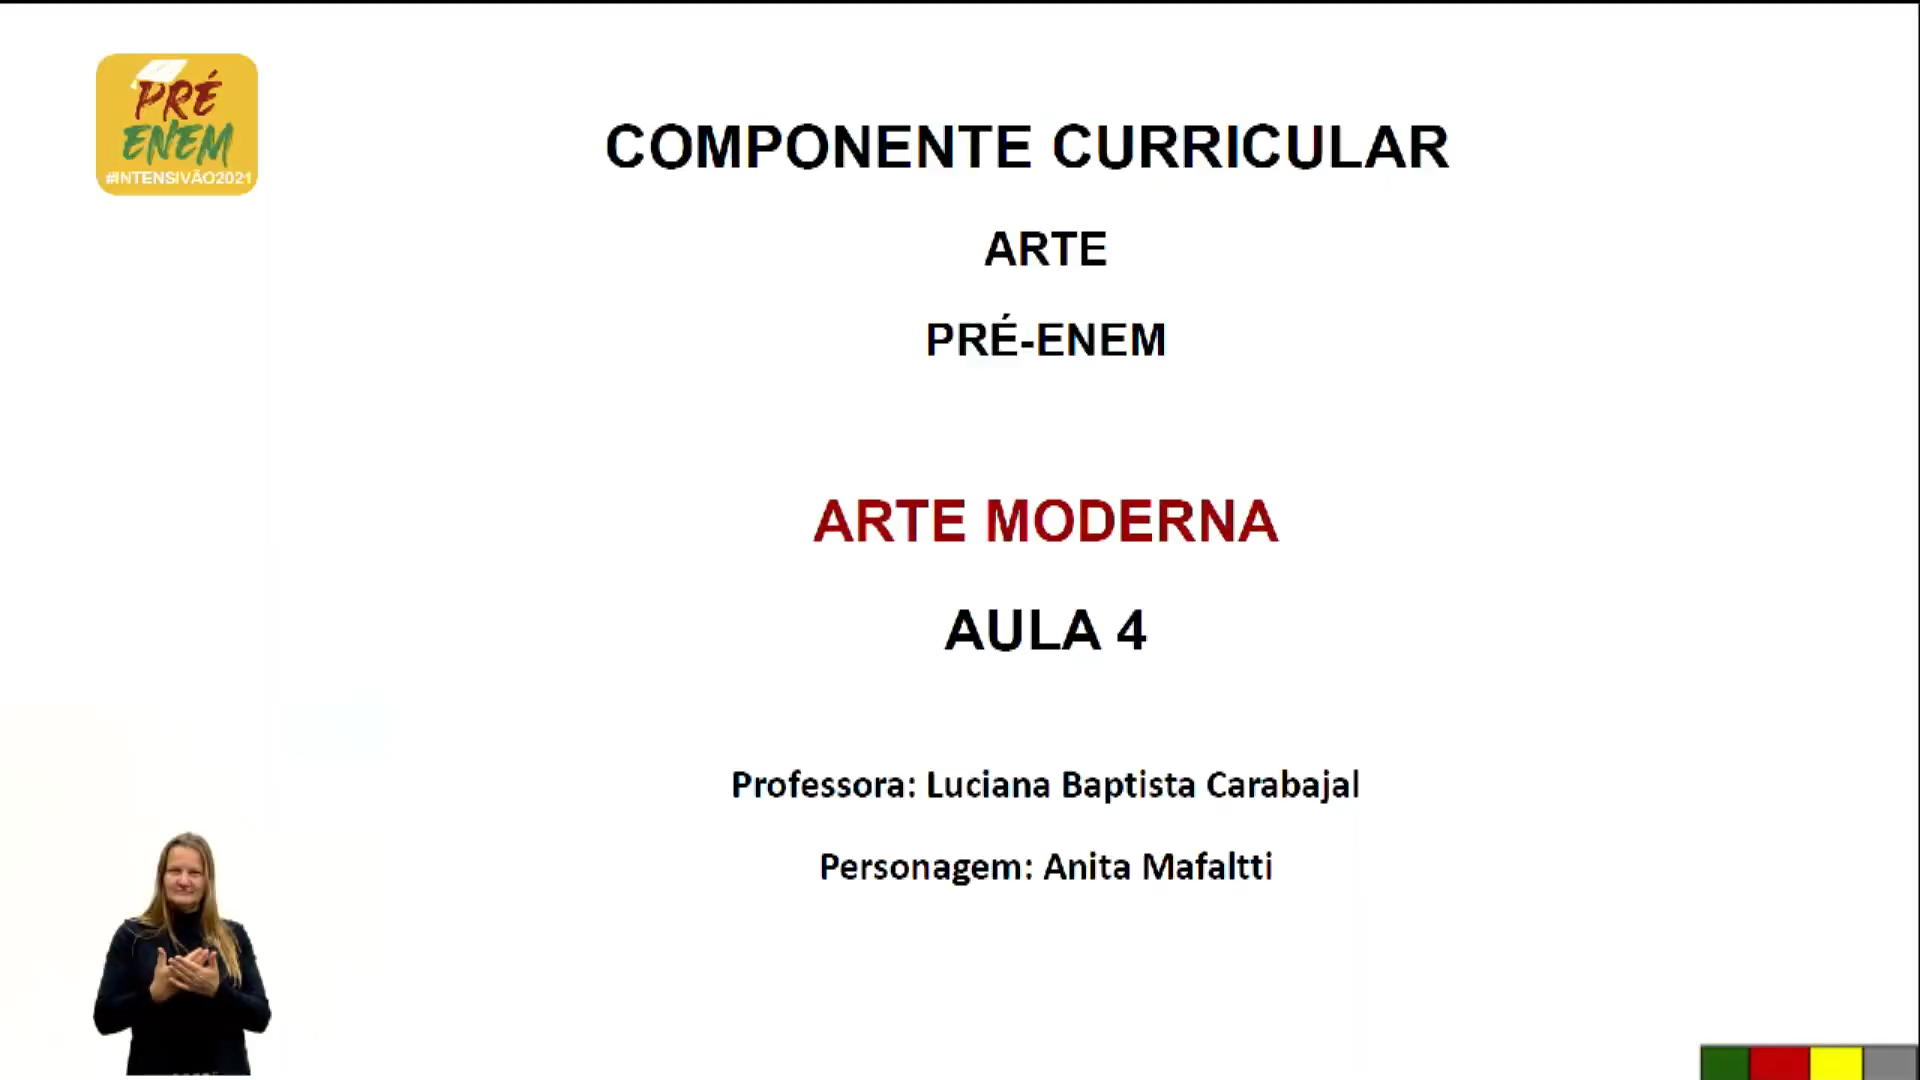 PRÉ
ENEM
#INTENSIVÃO2021
COMPONENTE CURRICULAR
ARTE
PRÉ-ENEM
ARTE MODERNA
AULA 4
Professora: Luciana Baptista Carabajal
Personagem: Anita Mafaltti